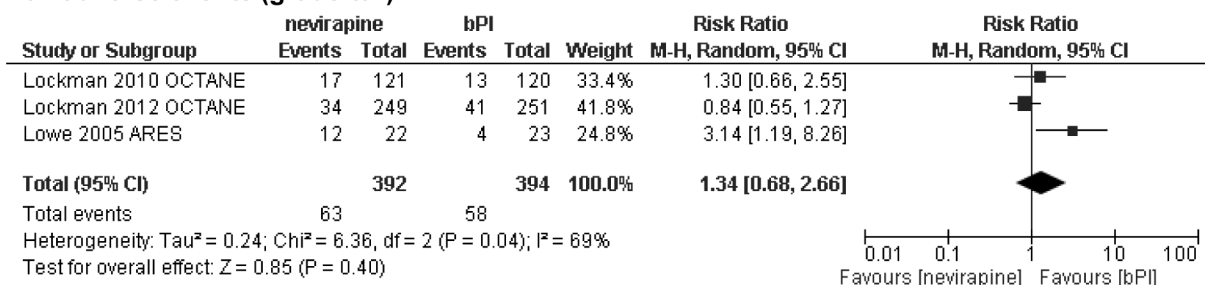 nevirapine bPI Risk Ratio Risk Ratio
Study or Subgroup Events Total Events Total Weight M-H, Random, 95% CI M-H, Random, 95% CI
Lockman 2010 OCTANE 17 121 13 120 33.4% 1.30 [0.66, 2.55]
Lockman 2012 OCTANE 34 249 41 251 41.8% 0.84 [0.55, 1.27]
Lowe 2005 ARES 12 22 4 23 24.8% 3.14 [1.19, 8.26]
Total (95% CI) 392 394 100.0% 1.34 [0.68, 2.66]
Total events 63 58
Heterogeneity: Tau² = 0.24; Chi² = 6.36, df = 2 (P = 0.04); I² = 69%
Test for overall effect: Z = 0.85 (P = 0.40)
0.01 0.1 1 10 100
Favours [nevirapine] Favours [bPI]